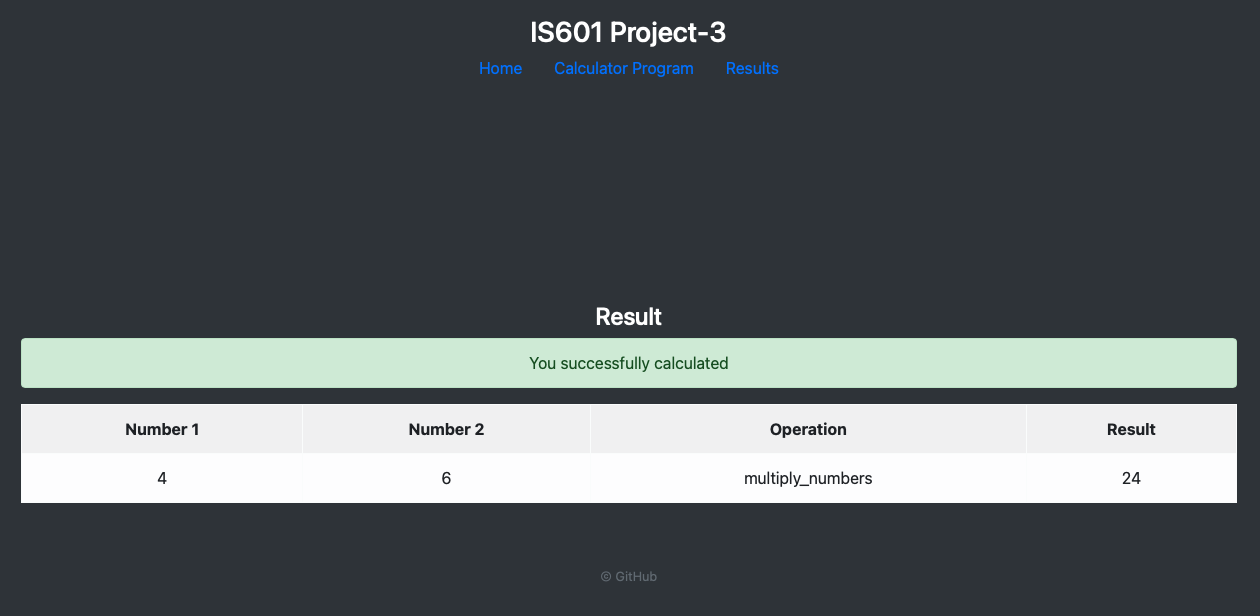 IS601 Project-3
Home Calculator Program Results
Result
You successfully calculated
Number 1 Number 2 Operation Result
4 6 multiply_numbers 24
© GitHub